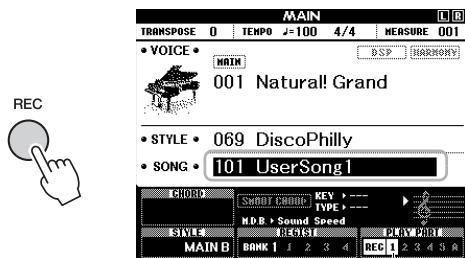 MAIN L R
TRANSPOSE 0 TEMPO ♩=100 4/4 MEASURE 001
• VOICE •
DSP HARMONY
MAIN
001 Natural! Grand
REC
• STYLE • 069 DiscoPhilly
• SONG • 101 UserSong1
CHORD
SMART CHORD KEY ▸ ---
TYPE ▸ ---
M.D.B. ▸ Sound Speed
STYLE REGIST PLAY PART
MAIN B BANK 1 1 2 3 4 REC 1 2 3 4 5 A